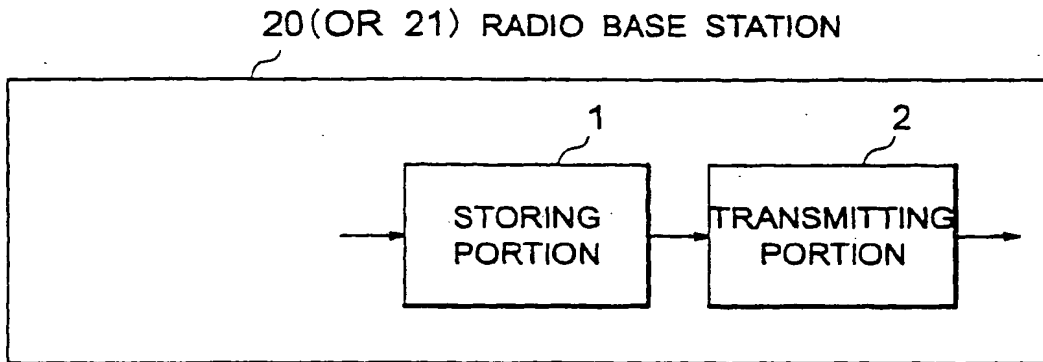 20(OR 21) RADIO BASE STATION
1
2
STORING
PORTION
TRANSMITTING
PORTION